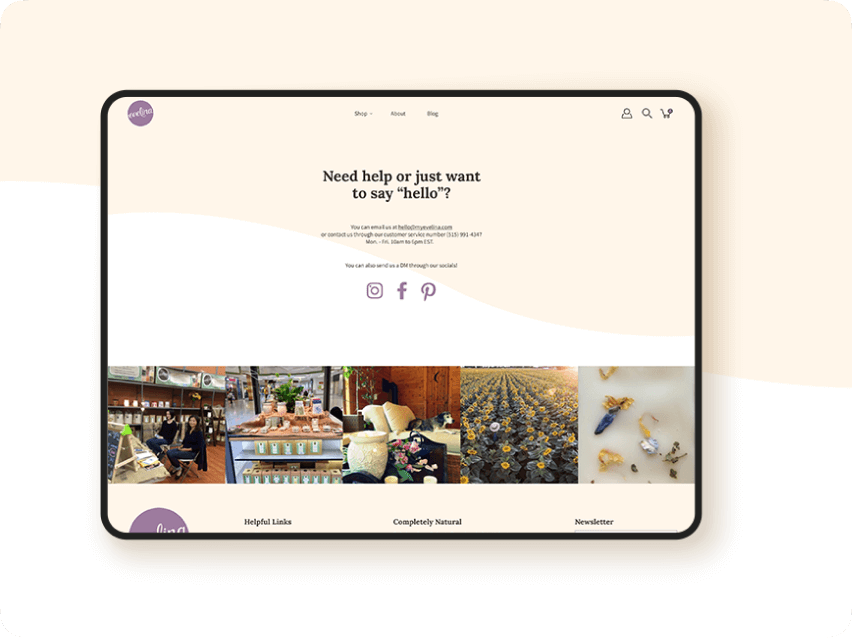 evelina
Shop
About
Blog
Need help or just want
to say “hello”?
You can email us at hello@myevelina.com
or contact us through our customer service number (515) 991-4347
Mon. - Fri. 10am to 6pm EST.
You can also send us a DM through our socials!
Helpful Links
Completely Natural
Newsletter